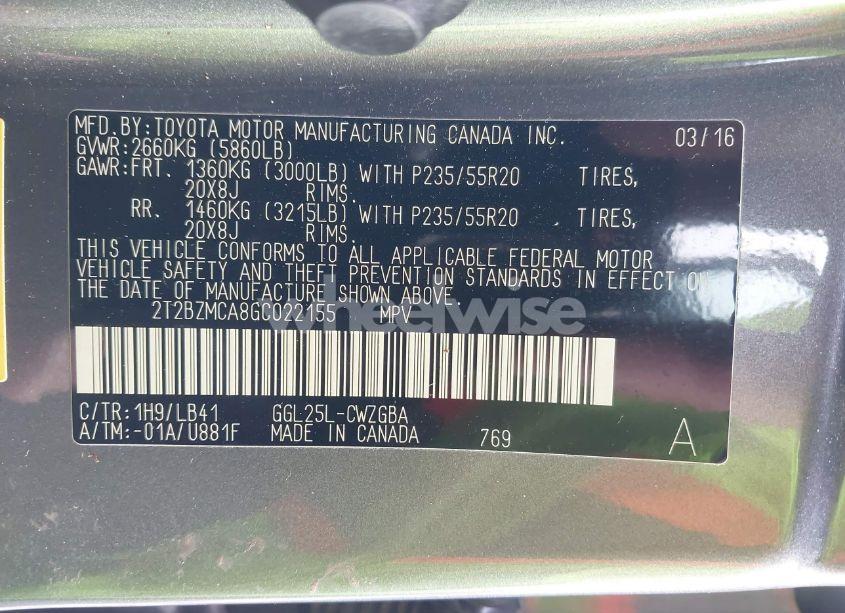 MFD.BY:TOYOTA MOTOR MANUFACTURING CANADA INC. 03/16
GVWR:2660KG (5860LB)
GAWR:FRT. 1360KG (3000LB) WITH P235/55R20 TIRES,
20X8J RIMS.
RR. 1460KG (3215LB) WITH P235/55R20 TIRES,
20X8J RIMS.
THIS VEHICLE CONFORMS TO ALL APPLICABLE FEDERAL MOTOR
VEHICLE SAFETY AND THEFT PREVENTION STANDARDS IN EFFECT ON
THE DATE OF MANUFACTURE SHOWN ABOVE.
2T2BZMCA8GC022155 MPV
wheelwise
C/TR:1H9/LB41 GGL25L-CWZGBA
A/TM:-01A/U881F MADE IN CANADA 769 A